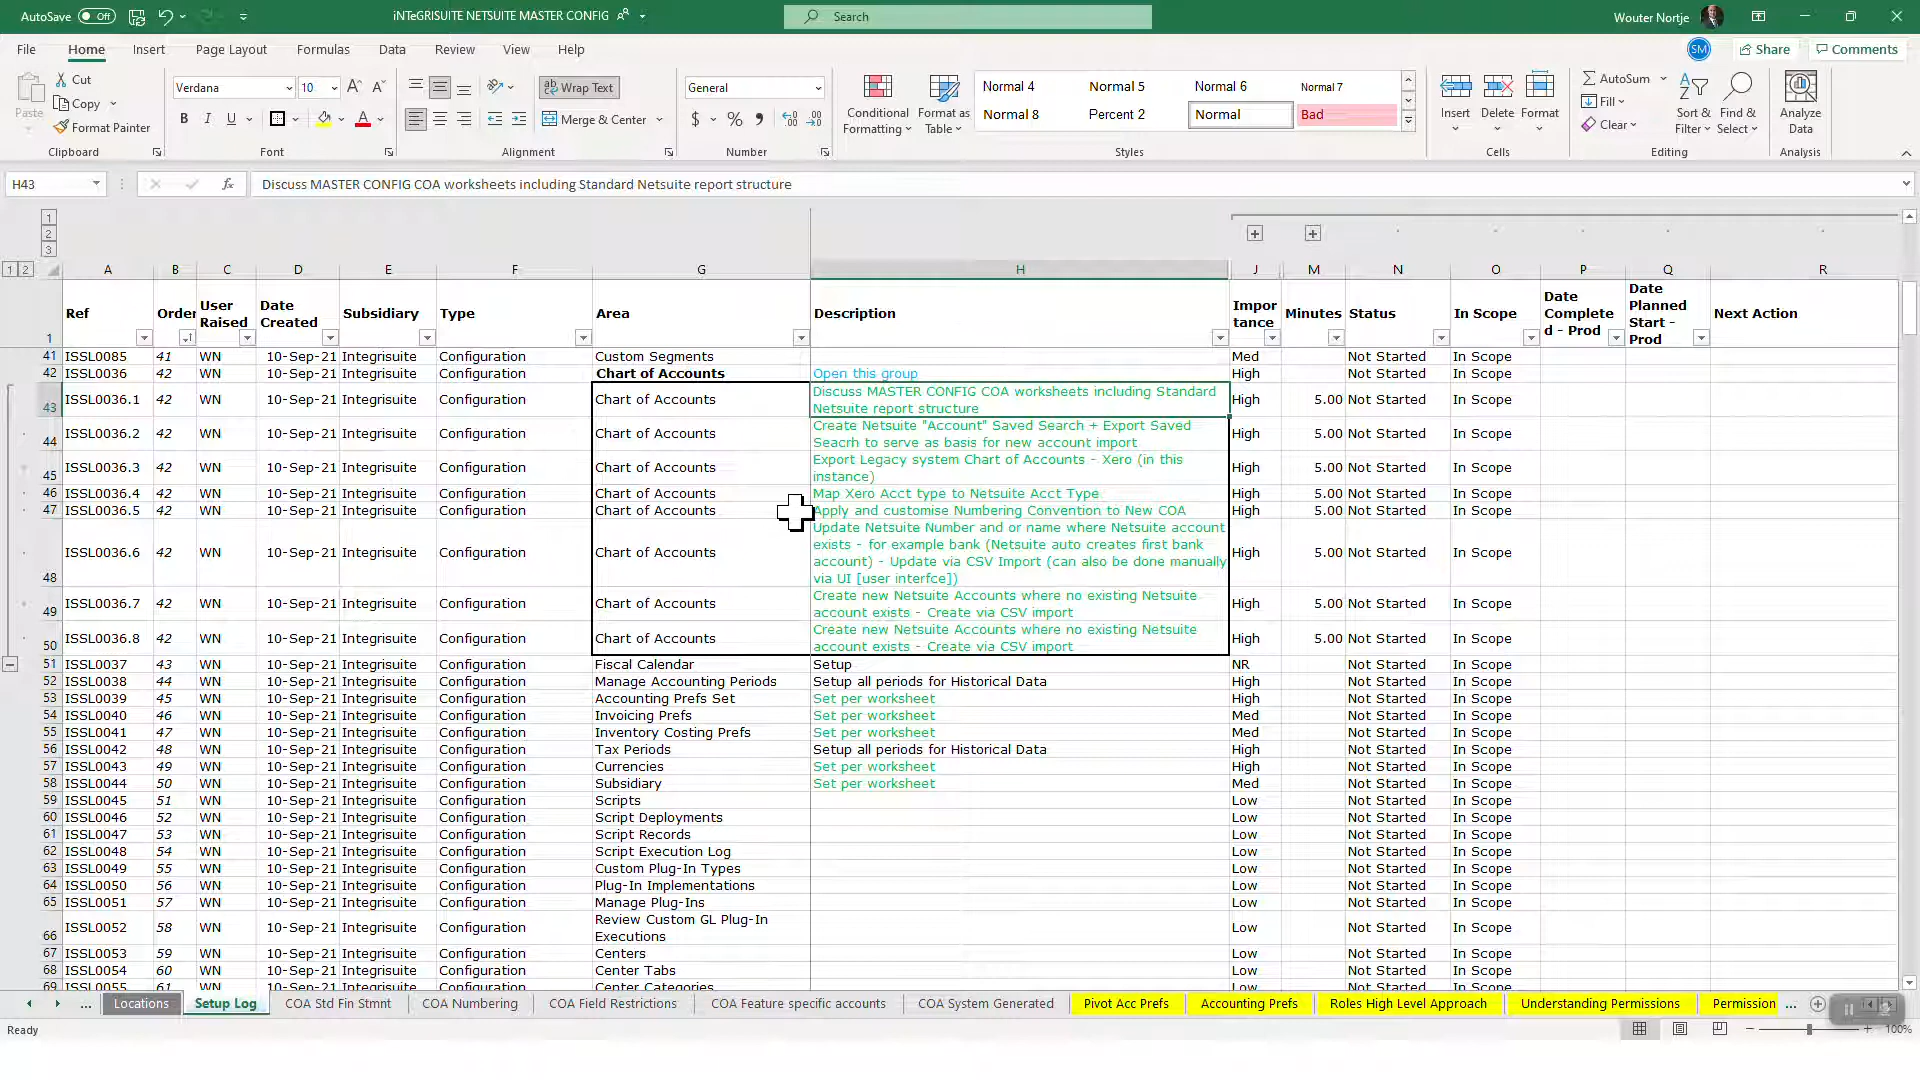 AutoSave Off iNTeGRISUITE NETSUITE MASTER CONFIG Search Wouter Nortje
File Home Insert Page Layout Formulas Data Review View Help SM Share Comments
Paste Cut Copy Format Painter Clipboard
Verdana 10 B I U A Font
Wrap Text Merge & Center Alignment
General $ % Number
Conditional Formatting Format as Table
Normal 4 Normal 5 Normal 6 Normal 7
Normal 8 Percent 2 Normal Bad
Styles
Insert Delete Format Cells
AutoSum Fill Clear Sort & Filter Find & Select Editing
Analyze Data Analysis
H43 fx Discuss MASTER CONFIG COA worksheets including Standard Netsuite report structure
1
2
3
1 2 A B C D E F G H J M N O P Q R
1 Ref Order User Raised Date Created Subsidiary Type Area Description Impor tance Minutes Status In Scope Date Complete d - Prod Date Planned Start - Prod Next Action
41 ISSL0085 41 WN 10-Sep-21 Integrisuite Configuration Custom Segments Med Not Started In Scope
42 ISSL0036 42 WN 10-Sep-21 Integrisuite Configuration Chart of Accounts Open this group High Not Started In Scope
43 ISSL0036.1 42 WN 10-Sep-21 Integrisuite Configuration Chart of Accounts Discuss MASTER CONFIG COA worksheets including Standard
Netsuite report structure High 5.00 Not Started In Scope
44 ISSL0036.2 42 WN 10-Sep-21 Integrisuite Configuration Chart of Accounts Create Netsuite "Account" Saved Search + Export Saved
Seacrh to serve as basis for new account import High 5.00 Not Started In Scope
45 ISSL0036.3 42 WN 10-Sep-21 Integrisuite Configuration Chart of Accounts Export Legacy system Chart of Accounts - Xero (in this
instance) High 5.00 Not Started In Scope
46 ISSL0036.4 42 WN 10-Sep-21 Integrisuite Configuration Chart of Accounts Map Xero Acct type to Netsuite Acct Type High 5.00 Not Started In Scope
47 ISSL0036.5 42 WN 10-Sep-21 Integrisuite Configuration Chart of Accounts Apply and customise Numbering Convention to New COA High 5.00 Not Started In Scope
48 ISSL0036.6 42 WN 10-Sep-21 Integrisuite Configuration Chart of Accounts Update Netsuite Number and or name where Netsuite account
exists - for example bank (Netsuite auto creates first bank
account) - Update via CSV Import (can also be done manually
via UI [user interfce]) High 5.00 Not Started In Scope
49 ISSL0036.7 42 WN 10-Sep-21 Integrisuite Configuration Chart of Accounts Create new Netsuite Accounts where no existing Netsuite
account exists - Create via CSV import High 5.00 Not Started In Scope
50 ISSL0036.8 42 WN 10-Sep-21 Integrisuite Configuration Chart of Accounts Create new Netsuite Accounts where no existing Netsuite
account exists - Create via CSV import High 5.00 Not Started In Scope
51 ISSL0037 43 WN 10-Sep-21 Integrisuite Configuration Fiscal Calendar Setup NR Not Started In Scope
52 ISSL0038 44 WN 10-Sep-21 Integrisuite Configuration Manage Accounting Periods Setup all periods for Historical Data High Not Started In Scope
53 ISSL0039 45 WN 10-Sep-21 Integrisuite Configuration Accounting Prefs Set Set per worksheet High Not Started In Scope
54 ISSL0040 46 WN 10-Sep-21 Integrisuite Configuration Invoicing Prefs Set per worksheet Med Not Started In Scope
55 ISSL0041 47 WN 10-Sep-21 Integrisuite Configuration Inventory Costing Prefs Set per worksheet Med Not Started In Scope
56 ISSL0042 48 WN 10-Sep-21 Integrisuite Configuration Tax Periods Setup all periods for Historical Data High Not Started In Scope
57 ISSL0043 49 WN 10-Sep-21 Integrisuite Configuration Currencies Set per worksheet High Not Started In Scope
58 ISSL0044 50 WN 10-Sep-21 Integrisuite Configuration Subsidiary Set per worksheet Med Not Started In Scope
59 ISSL0045 51 WN 10-Sep-21 Integrisuite Configuration Scripts Low Not Started In Scope
60 ISSL0046 52 WN 10-Sep-21 Integrisuite Configuration Script Deployments Low Not Started In Scope
61 ISSL0047 53 WN 10-Sep-21 Integrisuite Configuration Script Records Low Not Started In Scope
62 ISSL0048 54 WN 10-Sep-21 Integrisuite Configuration Script Execution Log Low Not Started In Scope
63 ISSL0049 55 WN 10-Sep-21 Integrisuite Configuration Custom Plug-In Types Low Not Started In Scope
64 ISSL0050 56 WN 10-Sep-21 Integrisuite Configuration Plug-In Implementations Low Not Started In Scope
65 ISSL0051 57 WN 10-Sep-21 Integrisuite Configuration Manage Plug-Ins Low Not Started In Scope
66 ISSL0052 58 WN 10-Sep-21 Integrisuite Configuration Review Custom GL Plug-In
Executions Low Not Started In Scope
67 ISSL0053 59 WN 10-Sep-21 Integrisuite Configuration Centers Low Not Started In Scope
68 ISSL0054 60 WN 10-Sep-21 Integrisuite Configuration Center Tabs Low Not Started In Scope
69 ISSL0055 61 WN 10-Sep-21 Integrisuite Configuration Center Categories Low Not Started In Scope
... Locations Setup Log COA Std Fin Stmnt COA Numbering COA Field Restrictions COA Feature specific accounts COA System Generated Pivot Acc Prefs Accounting Prefs Roles High Level Approach Understanding Permissions Permission ...
Ready 100%